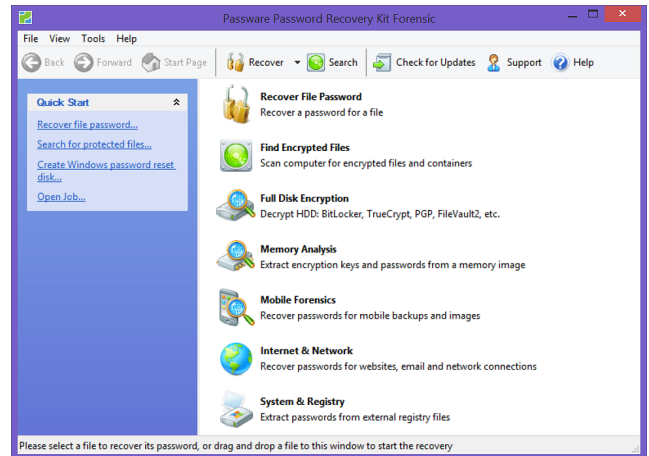 Passware Password Recovery Kit Forensic
File View Tools Help
Back Forward Start Page Recover Search Check for Updates Support Help
Quick Start
Recover file password...
Search for protected files...
Create Windows password reset
disk...
Open Job...
Recover File Password
Recover a password for a file
Find Encrypted Files
Scan computer for encrypted files and containers
Full Disk Encryption
Decrypt HDD: BitLocker, TrueCrypt, PGP, FileVault2, etc.
Memory Analysis
Extract encryption keys and passwords from a memory image
Mobile Forensics
Recover passwords for mobile backups and images
Internet & Network
Recover passwords for websites, email and network connections
System & Registry
Extract passwords from external registry files
Please select a file to recover its password, or drag and drop a file to this window to start the recovery